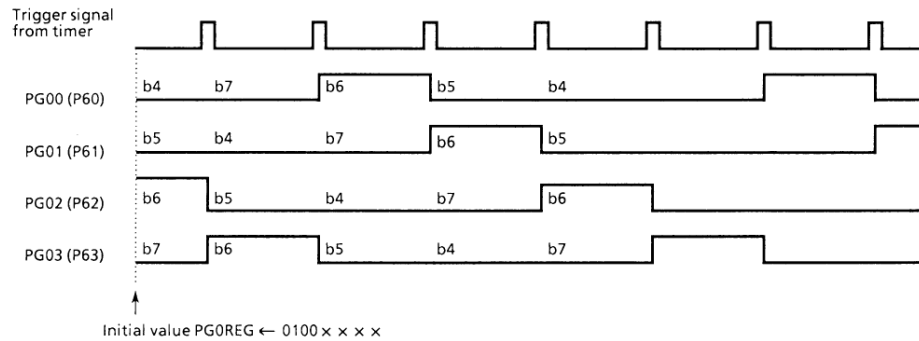 Trigger signal
from timer
PG00 (P60) b4 b7 b6 b5 b4
PG01 (P61) b5 b4 b7 b6 b5
PG02 (P62) b6 b5 b4 b7 b6
PG03 (P63) b7 b6 b5 b4 b7
Initial value PG0REG ← 0100××××